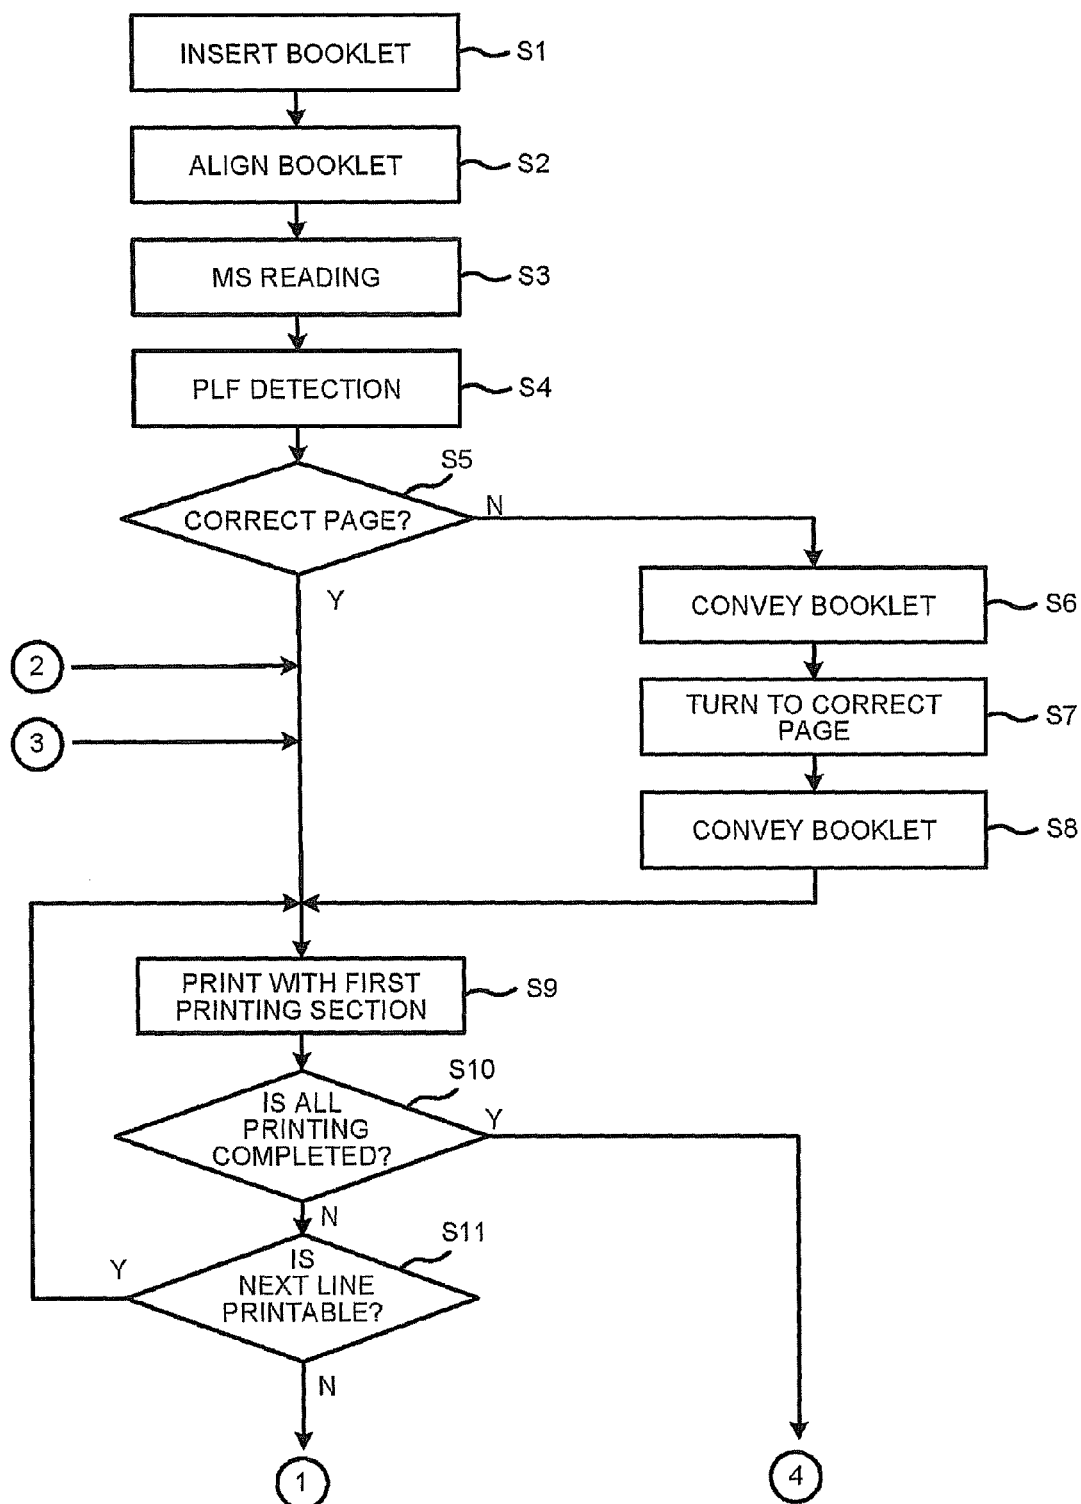 INSERT BOOKLET
S1
ALIGN BOOKLET
S2
MS READING
S3
PLF DETECTION
S4
S5
CORRECT PAGE?
N
Y
CONVEY BOOKLET
S6
2
TURN TO CORRECT
PAGE
S7
3
CONVEY BOOKLET
S8
PRINT WITH FIRST
PRINTING SECTION
S9
S10
IS ALL
PRINTING
COMPLETED?
Y
N
S11
IS
NEXT LINE
PRINTABLE?
Y
N
1
4